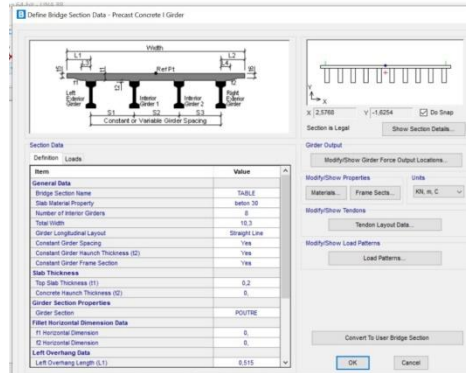 Define Bridge Section Data - Precast Concrete I Girder
Width
L1
L2
L3
L4
Ref Pt
t1
t2
f1
f2
Left
Exterior
Girder
Interior
Girder 1
Interior
Girder 2
Right
Exterior
Girder
S1
S2
S3
Constant or Variable Girder Spacing
Y
X
X 2,5768 Y -1,6254 Do Snap
Section is Legal Show Section Details...
Section Data
Definition Loads
Item Value
General Data
Bridge Section Name TABLE
Slab Material Property beton 30
Number of Interior Girders 8
Total Width 10,3
Girder Longitudinal Layout Straight Line
Constant Girder Spacing Yes
Constant Girder Haunch Thickness (t2) Yes
Constant Girder Frame Section Yes
Slab Thickness
Top Slab Thickness (t1) 0,2
Concrete Haunch Thickness (t2) 0,
Girder Section Properties
Girder Section POUTRE
Fillet Horizontal Dimension Data
f1 Horizontal Dimension 0,
f2 Horizontal Dimension 0,
Left Overhang Data
Left Overhang Length (L1) 0,515
Girder Output
Modify/Show Girder Force Output Locations...
Modify/Show Properties Units
Materials... Frame Sects... KN, m, C
Modify/Show Tendons
Tendon Layout Data...
Modify/Show Load Patterns
Load Patterns...
Convert To User Bridge Section
OK Cancel